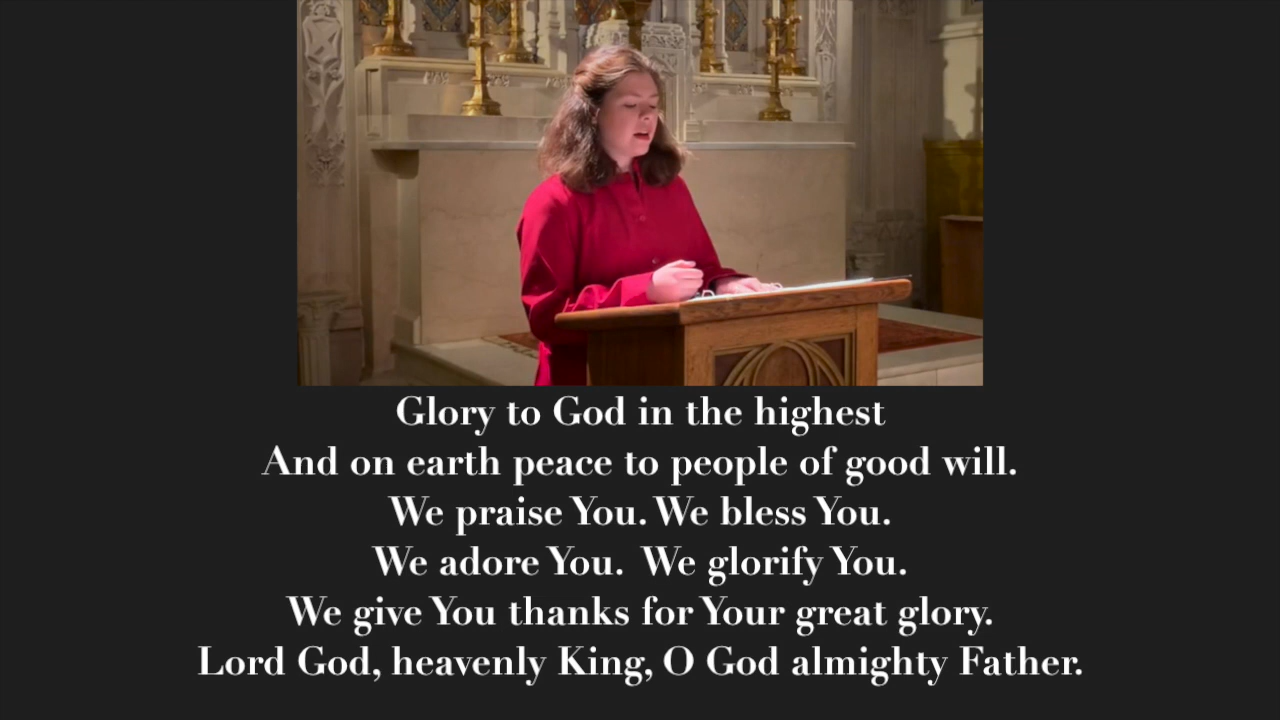 Glory to God in the highest
And on earth peace to people of good will.
We praise You. We bless You.
We adore You.  We glorify You.
We give You thanks for Your great glory.
Lord God, heavenly King, O God almighty Father.